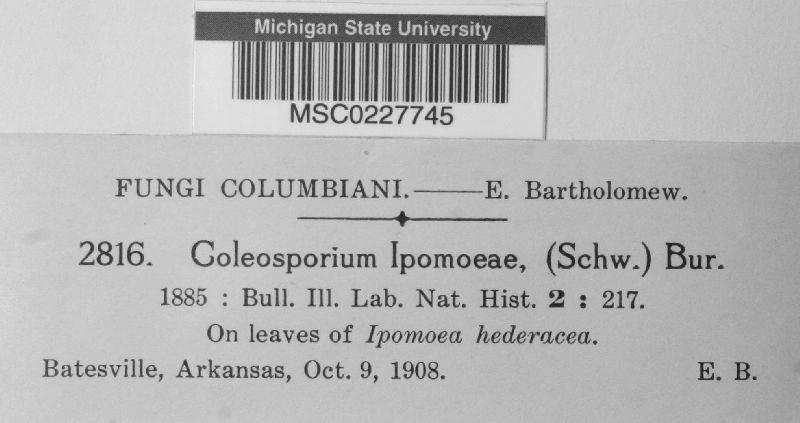 Michigan State University
MSC0227745
FUNGI COLUMBIANI.——E. Bartholomew.
2816. Coleosporium Ipomoeae, (Schw.) Bur.
1885 : Bull. Ill. Lab. Nat. Hist. 2 : 217.
On leaves of Ipomoea hederacea.
Batesville, Arkansas, Oct. 9, 1908. E. B.